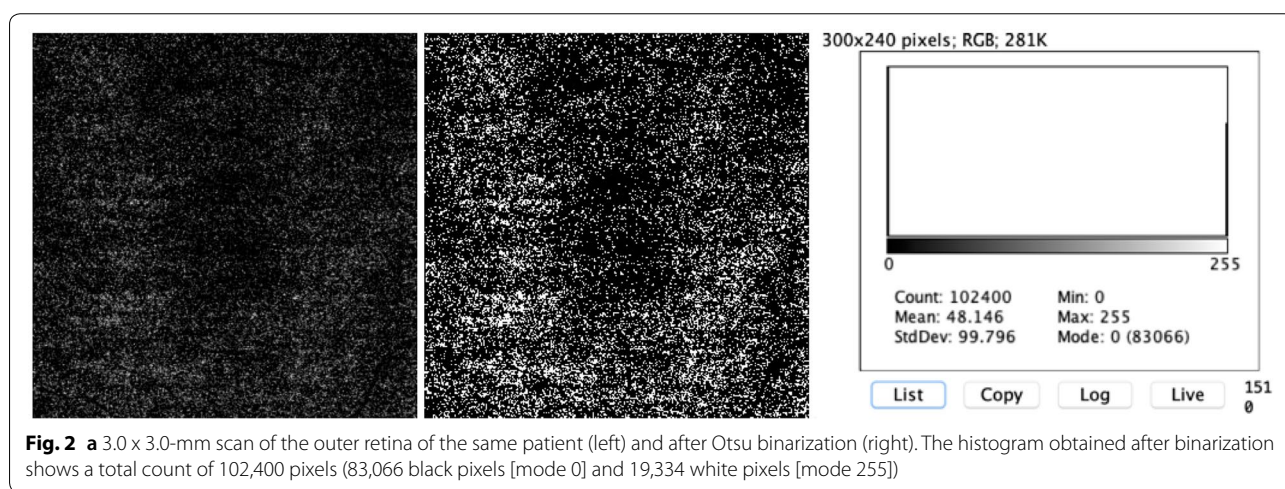 300x240 pixels; RGB; 281K
0 255
Count: 102400 Min: 0
Mean: 48.146 Max: 255
StdDev: 99.796 Mode: 0 (83066)
List Copy Log Live 151
0
Fig. 2 a 3.0 x 3.0-mm scan of the outer retina of the same patient (left) and after Otsu binarization (right). The histogram obtained after binarization
shows a total count of 102,400 pixels (83,066 black pixels [mode 0] and 19,334 white pixels [mode 255])